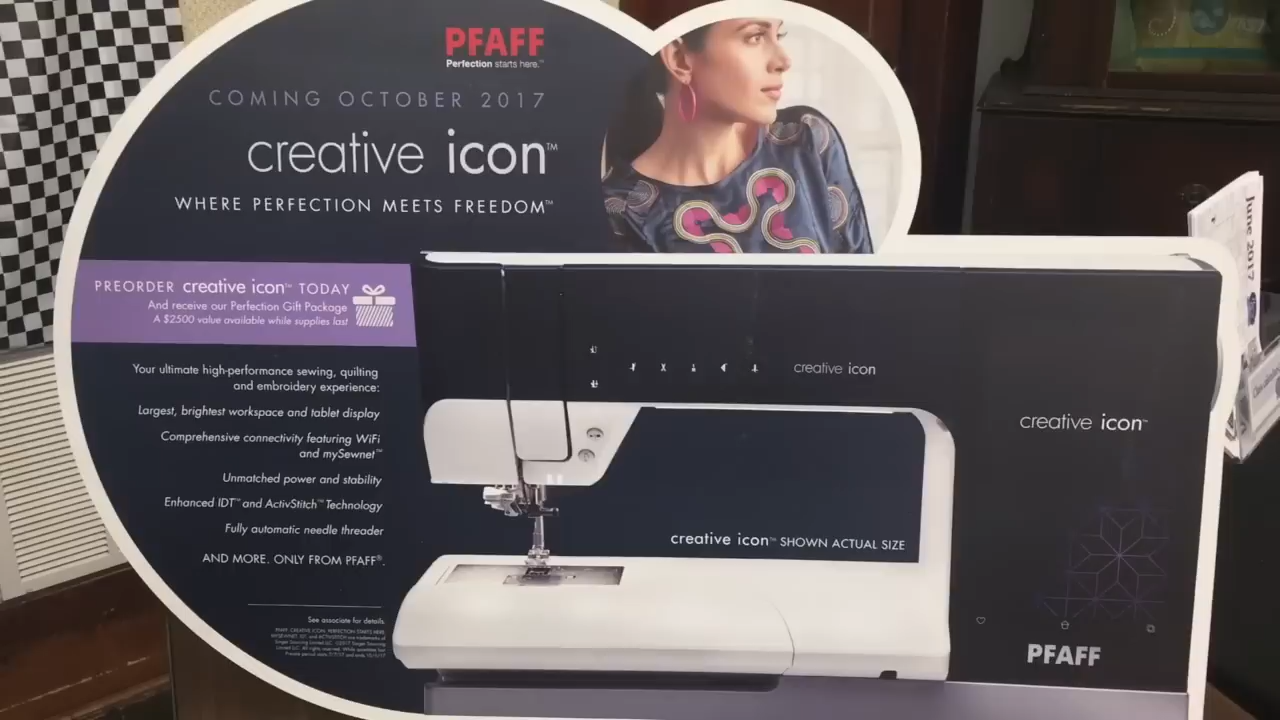 PFAFF
Perfection starts here.™
COMING OCTOBER 2017
creative icon™
WHERE PERFECTION MEETS FREEDOM™
PREORDER creative icon™ TODAY
And receive our Perfection Gift Package
A $2500 value available while supplies last
Your ultimate high-performance sewing, quilting
and embroidery experience:
Largest, brightest workspace and tablet display
Comprehensive connectivity featuring WiFi
and mySewnet™
Unmatched power and stability
Enhanced IDT™ and ActivStitch™ Technology
Fully automatic needle threader
AND MORE. ONLY FROM PFAFF®.
See associate for details.
creative icon
creative icon™
creative icon™ SHOWN ACTUAL SIZE
PFAFF
June 2017